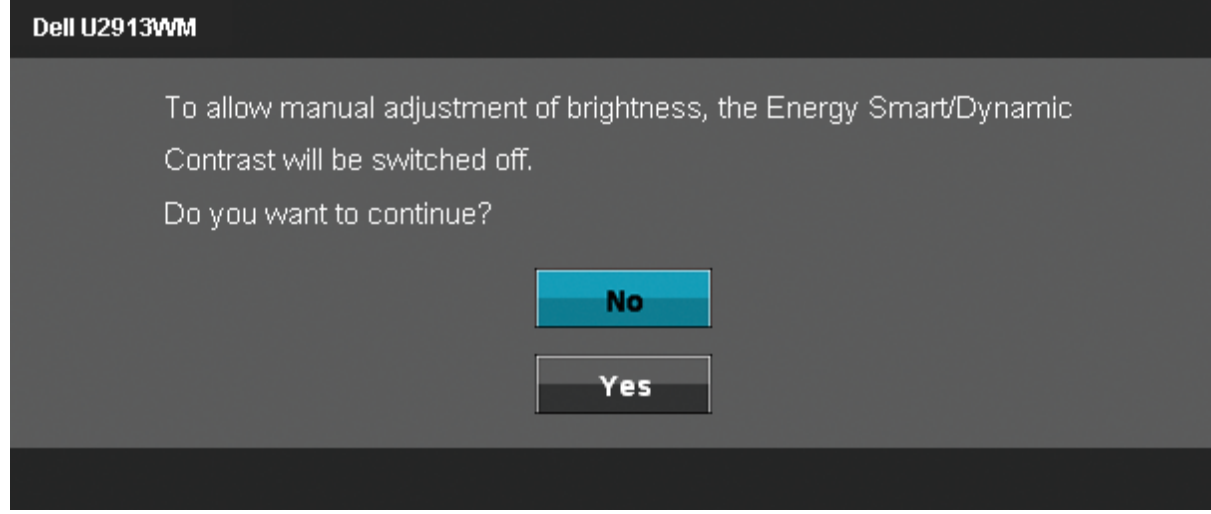 Dell U2913WM
To allow manual adjustment of brightness, the Energy Smart/Dynamic
Contrast will be switched off.
Do you want to continue?
No
Yes